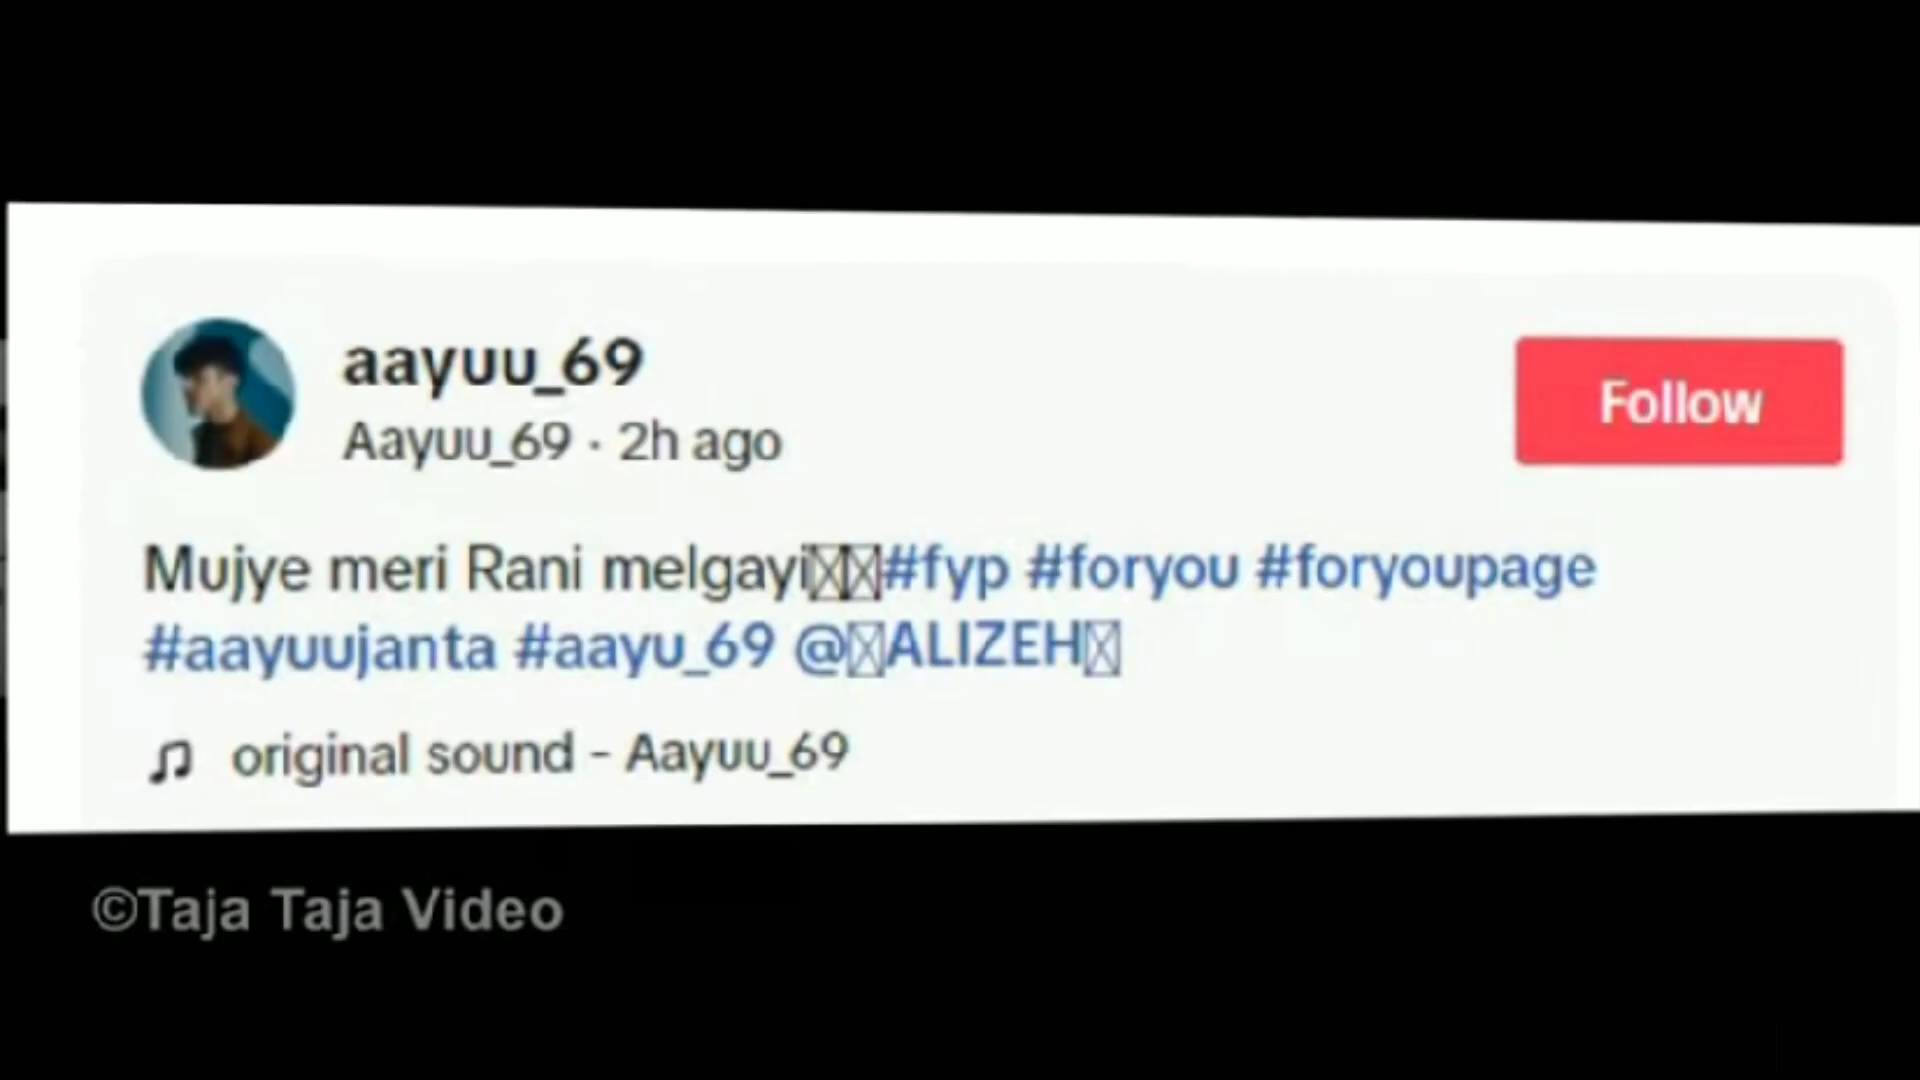 aayuu_69
Aayuu_69 · 2h ago
Follow
Mujye meri Rani melgayi#fyp #foryou #foryoupage
#aayuujanta #aayu_69 @ALIZEH
original sound - Aayuu_69
©Taja Taja Video